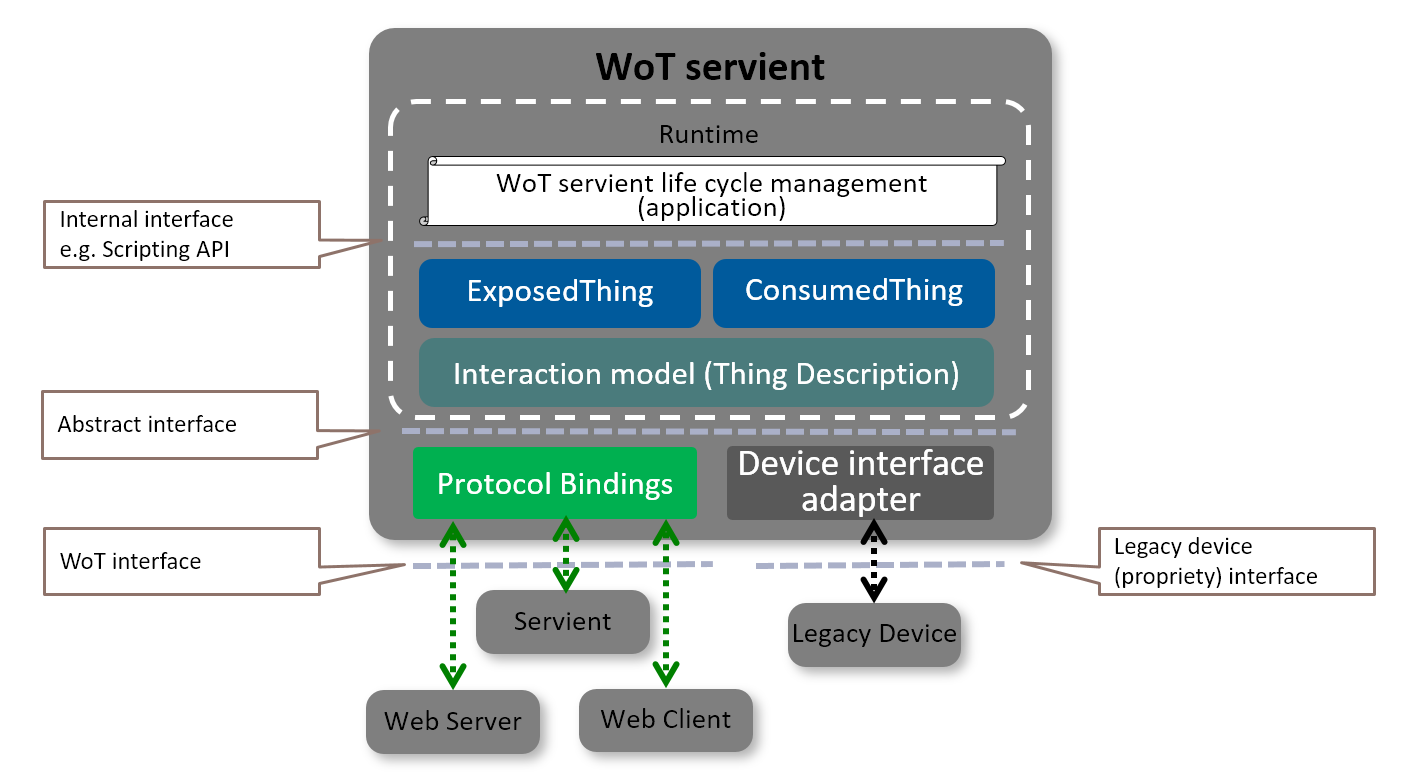 WoT servient
Runtime
WoT servient life cycle management
(application)
Internal interface
e.g. Scripting API
ExposedThing
ConsumedThing
Interaction model (Thing Description)
Abstract interface
Protocol Bindings
Device interface
adapter
WoT interface
Legacy device
(propriety) interface
Servient
Legacy Device
Web Server
Web Client